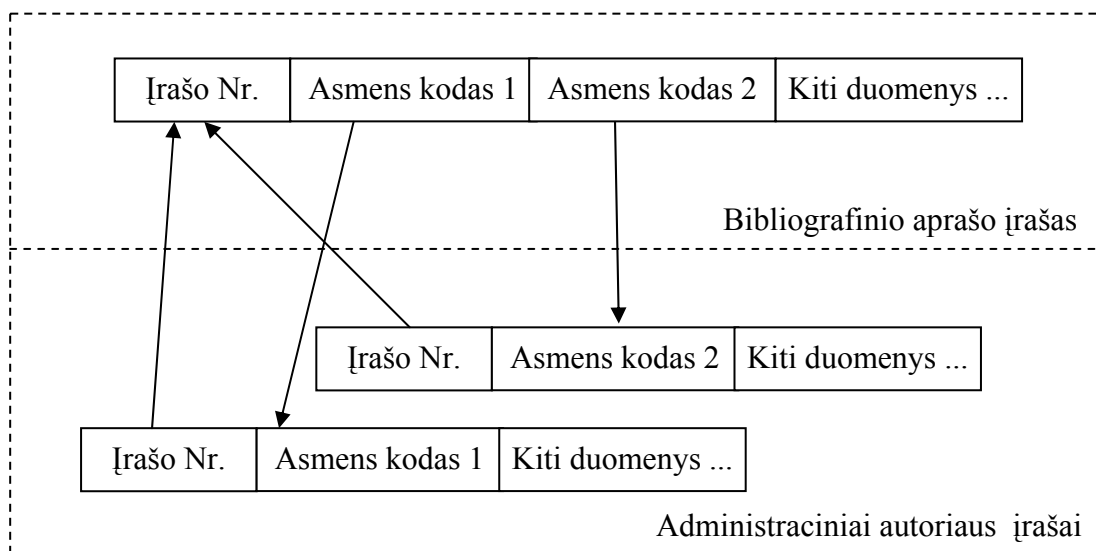 Įrašo Nr. Asmens kodas 1 Asmens kodas 2 Kiti duomenys ...
Bibliografinio aprašo įrašas
Įrašo Nr. Asmens kodas 2 Kiti duomenys ...
Įrašo Nr. Asmens kodas 1 Kiti duomenys ...
Administraciniai autoriaus įrašai